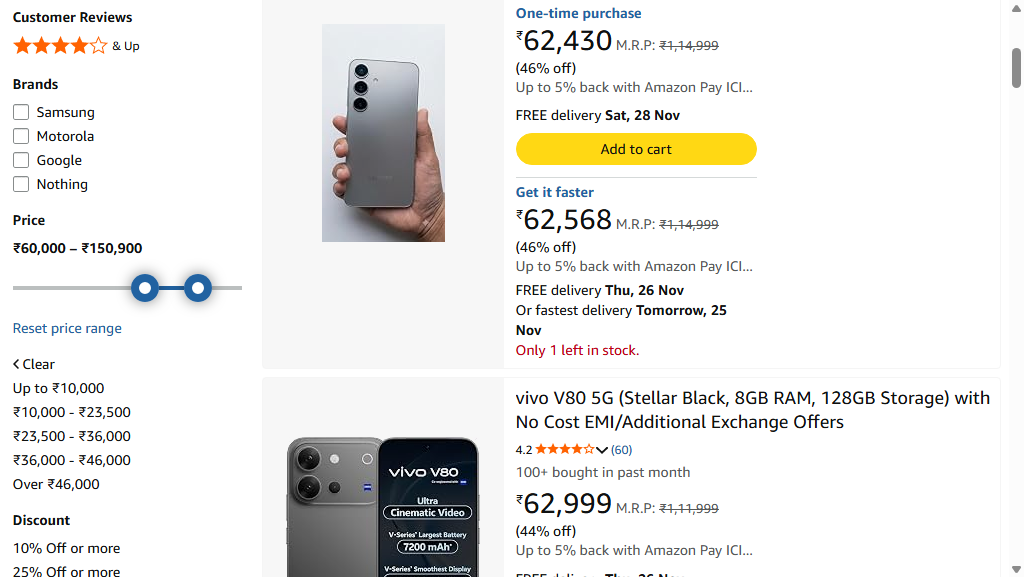 Customer Reviews
& Up
Brands
Samsung
Motorola
Google
Nothing
Price
₹60,000 – ₹150,900
Reset price range
Clear
Up to ₹10,000
₹10,000 - ₹23,500
₹23,500 - ₹36,000
₹36,000 - ₹46,000
Over ₹46,000
Discount
10% Off or more
25% Off or more
One-time purchase
₹62,430 M.R.P: ₹1,14,999
(46% off)
Up to 5% back with Amazon Pay ICI…
FREE delivery Sat, 28 Nov
Add to cart
Get it faster
₹62,568 M.R.P: ₹1,14,999
(46% off)
Up to 5% back with Amazon Pay ICI…
FREE delivery Thu, 26 Nov
Or fastest delivery Tomorrow, 25
Nov
Only 1 left in stock.
vivo V80
Ultra
Cinematic Video
V-Series' Largest Battery
7200 mAh*
V-Series' Smoothest Display
vivo V80 5G (Stellar Black, 8GB RAM, 128GB Storage) with
No Cost EMI/Additional Exchange Offers
4.2 (60)
100+ bought in past month
₹62,999 M.R.P: ₹1,11,999
(44% off)
Up to 5% back with Amazon Pay ICI…
FREE delivery Thu, 26 Nov